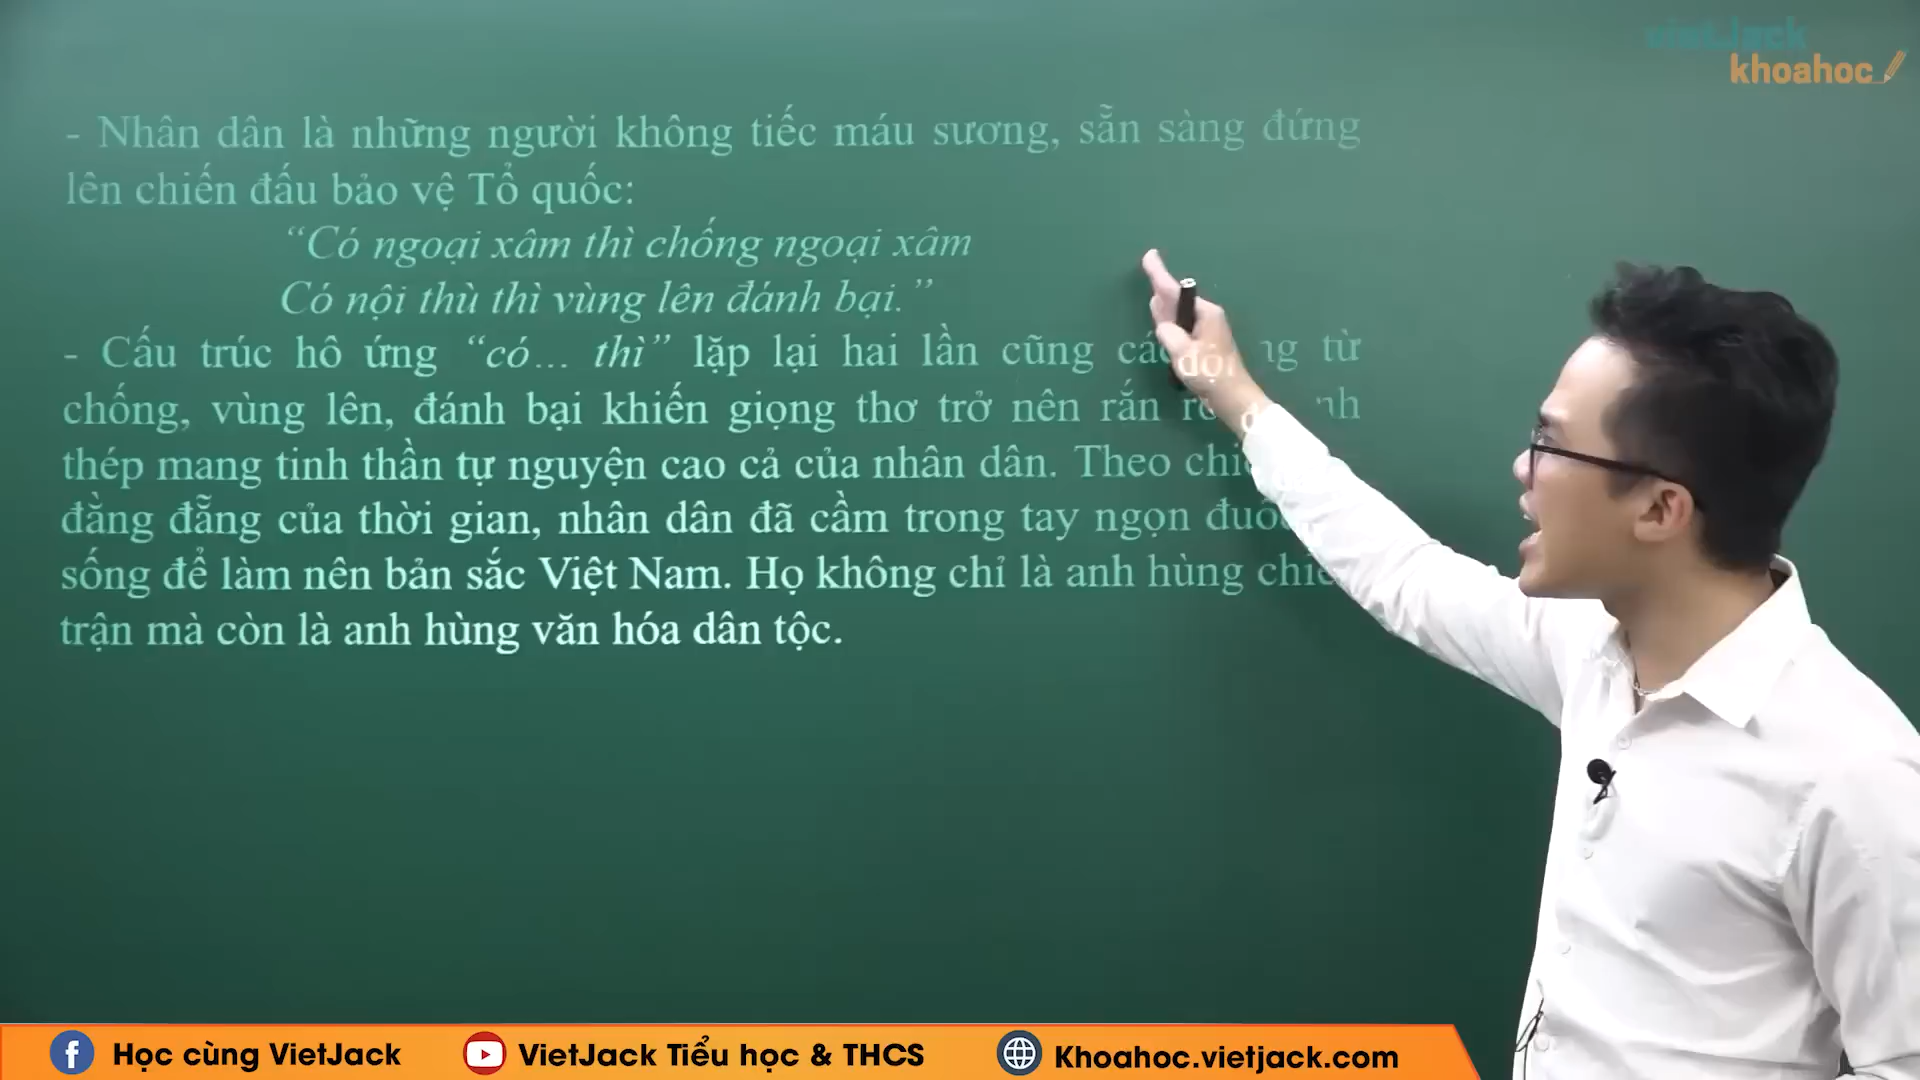 vietJack
khoahoc
- Nhân dân là những người không tiếc máu sương, sẵn sàng đứng
lên chiến đấu bảo vệ Tổ quốc:
“Có ngoại xâm thì chống ngoại xâm
Có nội thù thì vùng lên đánh bại.”
- Cấu trúc hô ứng “có... thì” lặp lại hai lần cũng từ
chống, vùng lên, đánh bại khiến giọng thơ trở nên rắn
thép mang tinh thần tự nguyện cao cả của nhân dân. Theo
đằng đẵng của thời gian, nhân dân đã cầm trong tay ngọn
sống để làm nên bản sắc Việt Nam. Họ không chỉ là anh hùng
trận mà còn là anh hùng văn hóa dân tộc.
Học cùng VietJack
VietJack Tiểu học & THCS
Khoahoc.vietjack.com